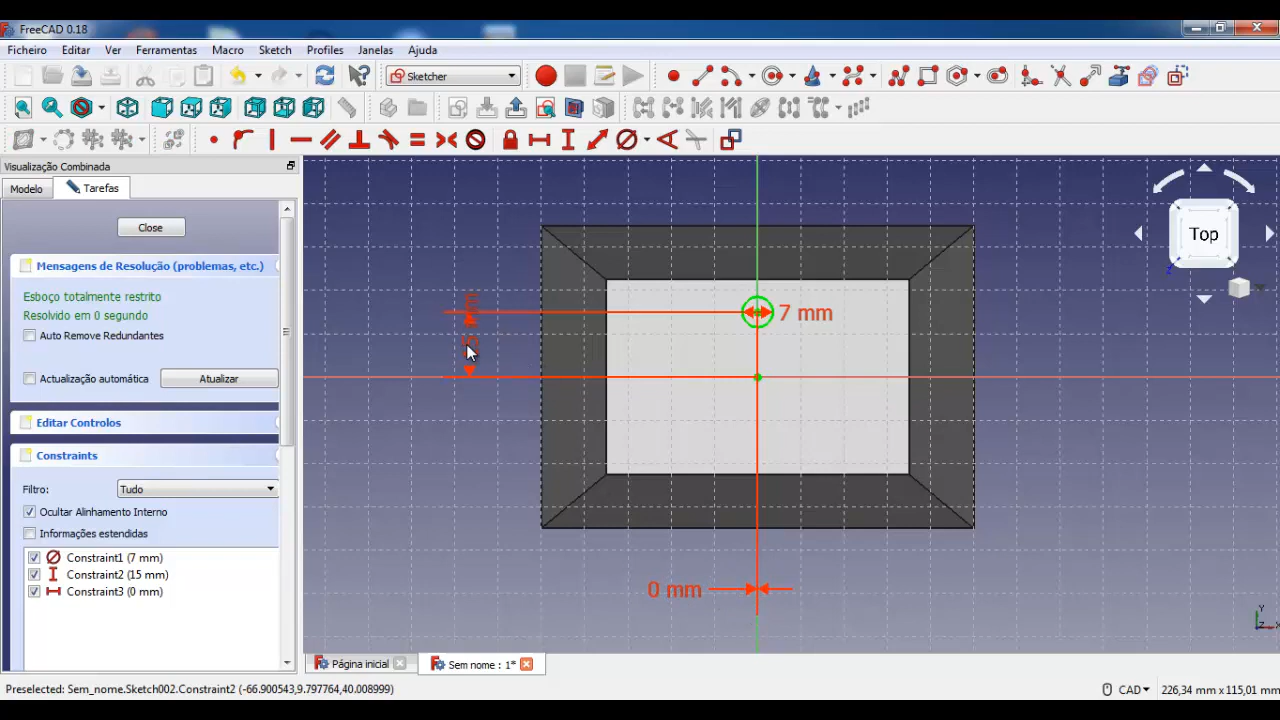 FreeCAD 0.18
Ficheiro Editar Ver Ferramentas Macro Sketch Profiles Janelas Ajuda
Sketcher
Visualização Combinada
Modelo Tarefas
Close
Mensagens de Resolução (problemas, etc.)
Esboço totalmente restrito
Resolvido em 0 segundo
Auto Remove Redundantes
Actualização automática Atualizar
Editar Controlos
Constraints
Filtro: Tudo
Ocultar Alinhamento Interno
Informações estendidas
Constraint1 (7 mm)
Constraint2 (15 mm)
Constraint3 (0 mm)
7 mm
0 mm
Top
Z
Y
Z X
Página inicial Sem nome : 1*
Preselected: Sem_nome.Sketch002.Constraint2 (-66.900543,9.797764,40.008999) CAD 226,34 mm x 115,01 mm